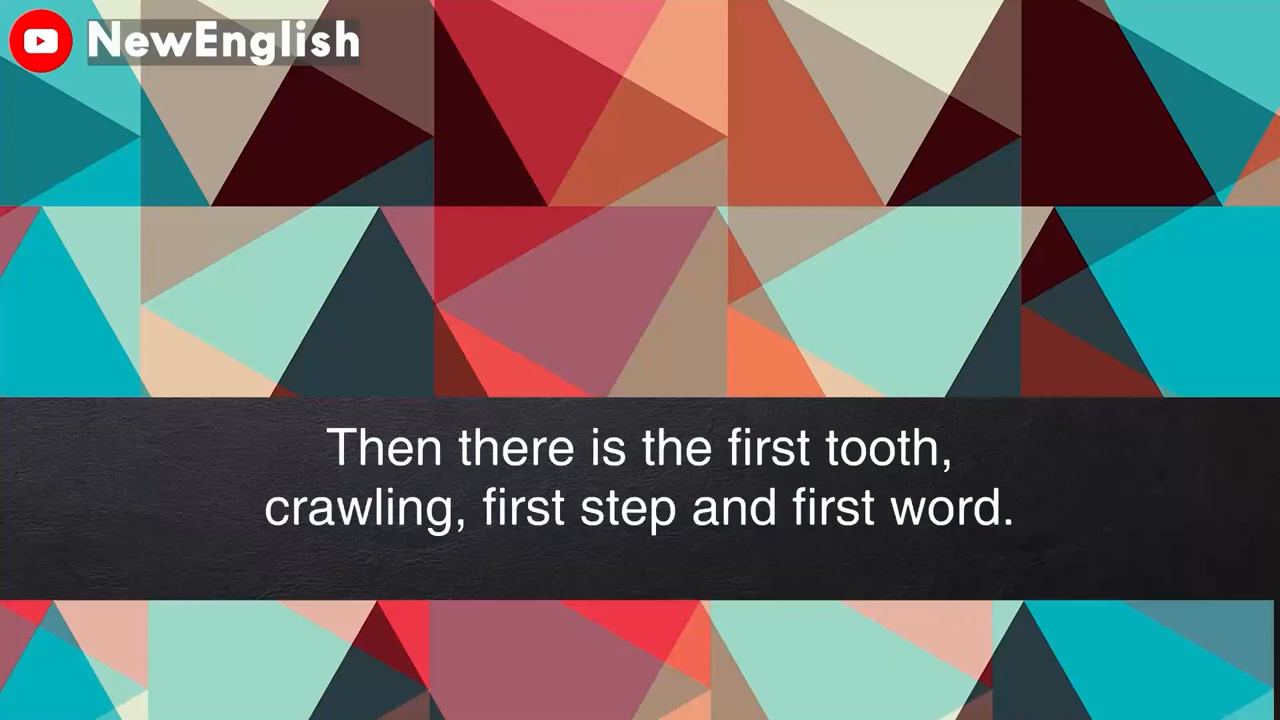 NewEnglish
Then there is the first tooth,
crawling, first step and first word.